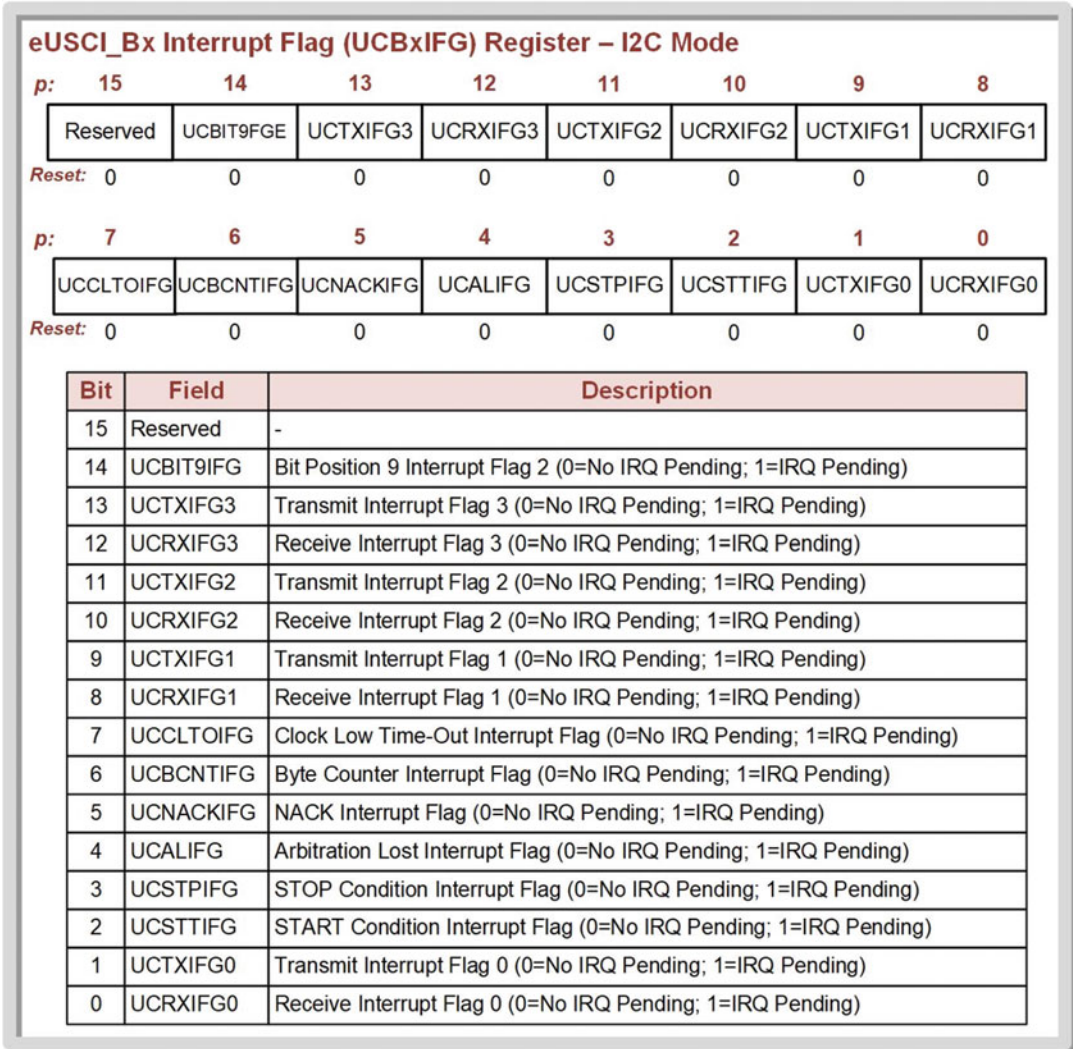 eUSCI_Bx Interrupt Flag (UCBxIFG) Register – I2C Mode
p: 15 14 13 12 11 10 9 8
Reserved UCBIT9FGE UCTXIFG3 UCRXIFG3 UCTXIFG2 UCRXIFG2 UCTXIFG1 UCRXIFG1
Reset: 0 0 0 0 0 0 0 0
p: 7 6 5 4 3 2 1 0
UCCLTOIFG UCBCNTIFG UCNACKIFG UCALIFG UCSTPIFG UCSTTIFG UCTXIFG0 UCRXIFG0
Reset: 0 0 0 0 0 0 0 0
Bit Field Description
15 Reserved -
14 UCBIT9IFG Bit Position 9 Interrupt Flag 2 (0=No IRQ Pending; 1=IRQ Pending)
13 UCTXIFG3 Transmit Interrupt Flag 3 (0=No IRQ Pending; 1=IRQ Pending)
12 UCRXIFG3 Receive Interrupt Flag 3 (0=No IRQ Pending; 1=IRQ Pending)
11 UCTXIFG2 Transmit Interrupt Flag 2 (0=No IRQ Pending; 1=IRQ Pending)
10 UCRXIFG2 Receive Interrupt Flag 2 (0=No IRQ Pending; 1=IRQ Pending)
9 UCTXIFG1 Transmit Interrupt Flag 1 (0=No IRQ Pending; 1=IRQ Pending)
8 UCRXIFG1 Receive Interrupt Flag 1 (0=No IRQ Pending; 1=IRQ Pending)
7 UCCLTOIFG Clock Low Time-Out Interrupt Flag (0=No IRQ Pending; 1=IRQ Pending)
6 UCBCNTIFG Byte Counter Interrupt Flag (0=No IRQ Pending; 1=IRQ Pending)
5 UCNACKIFG NACK Interrupt Flag (0=No IRQ Pending; 1=IRQ Pending)
4 UCALIFG Arbitration Lost Interrupt Flag (0=No IRQ Pending; 1=IRQ Pending)
3 UCSTPIFG STOP Condition Interrupt Flag (0=No IRQ Pending; 1=IRQ Pending)
2 UCSTTIFG START Condition Interrupt Flag (0=No IRQ Pending; 1=IRQ Pending)
1 UCTXIFG0 Transmit Interrupt Flag 0 (0=No IRQ Pending; 1=IRQ Pending)
0 UCRXIFG0 Receive Interrupt Flag 0 (0=No IRQ Pending; 1=IRQ Pending)